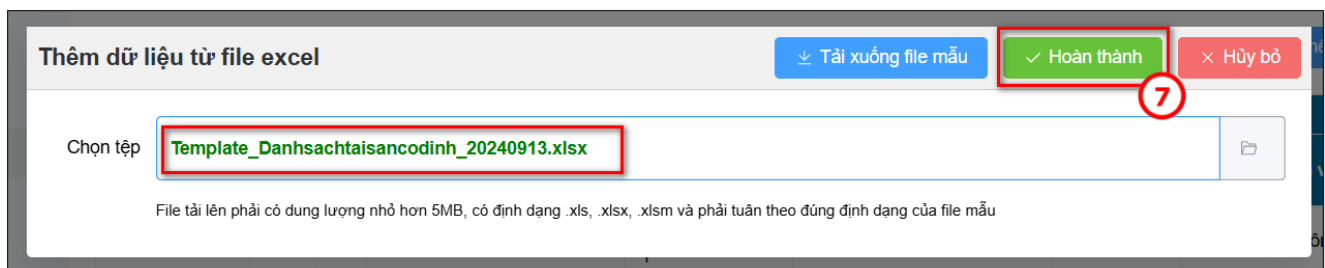 Thêm dữ liệu từ file excel
Tải xuống file mẫu
Hoàn thành
Hủy bỏ
7
Chọn tệp
Template_Danhsachtaisancodinh_20240913.xlsx
File tải lên phải có dung lượng nhỏ hơn 5MB, có định dạng .xls, .xlsx, .xlsm và phải tuân theo đúng định dạng của file mẫu